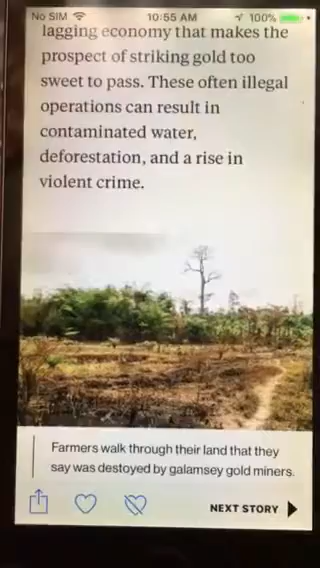 No SIM 10:55 AM 100%
lagging economy that makes the
prospect of striking gold too
sweet to pass. These often illegal
operations can result in
contaminated water,
deforestation, and a rise in
violent crime.
Farmers walk through their land that they
say was destoyed by galamsey gold miners.
NEXT STORY